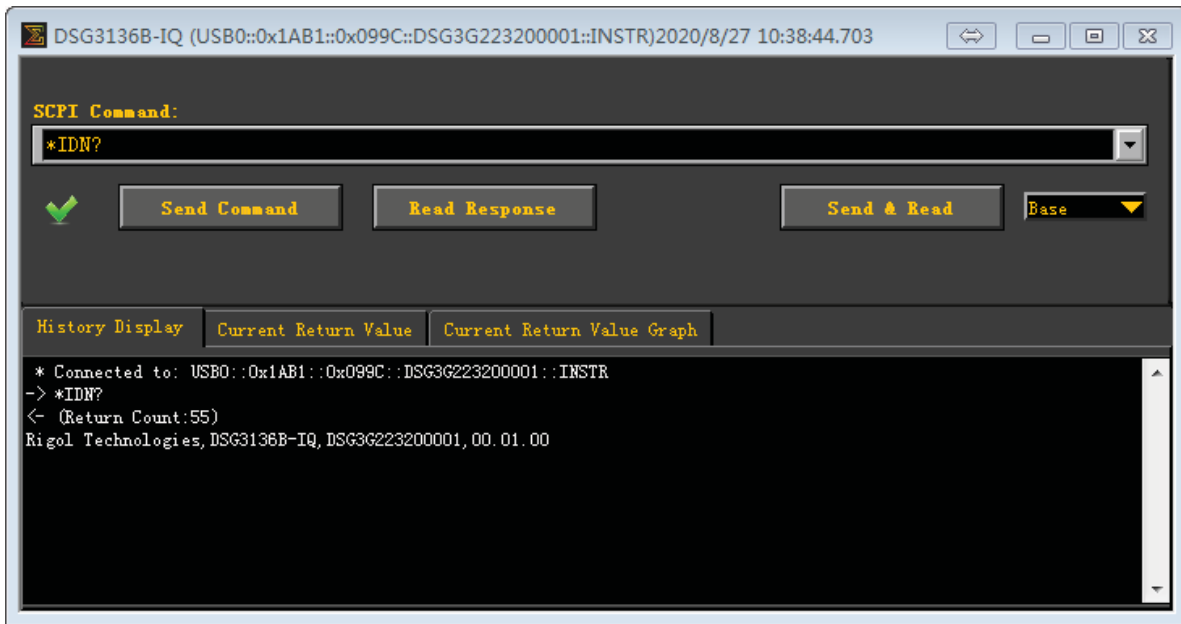 DSG3136B-IQ (USB0::0x1AB1::0x099C::DSG3G223200001::INSTR)2020/8/27 10:38:44.703
SCPI Command:
*IDN?
Send Command Read Response Send & Read Base
History Display Current Return Value Current Return Value Graph
* Connected to: USB0::0x1AB1::0x099C::DSG3G223200001::INSTR
-> *IDN?
<- (Return Count:55)
Rigol Technologies,DSG3136B-IQ,DSG3G223200001,00.01.00